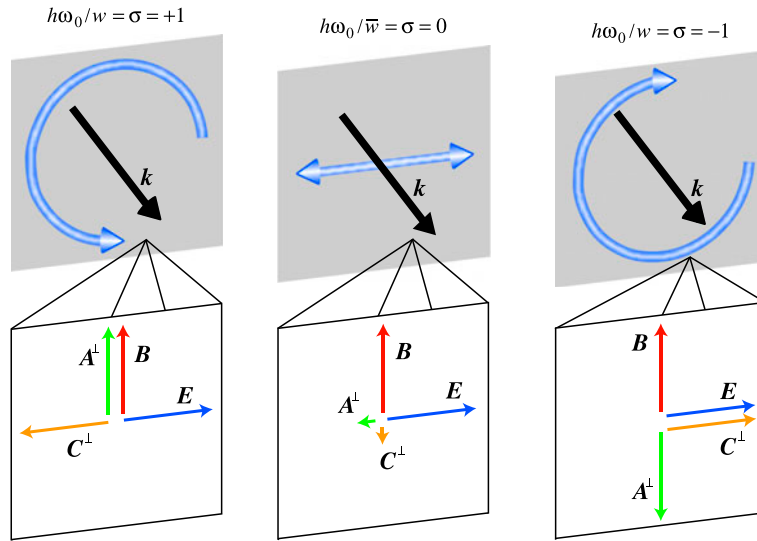 hω₀/w = σ = +1
hω₀/w̅ = σ = 0
hω₀/w = σ = −1
k
k
k
A⊥
B
E
C⊥
B
E
A⊥
C⊥
B
E
C⊥
A⊥